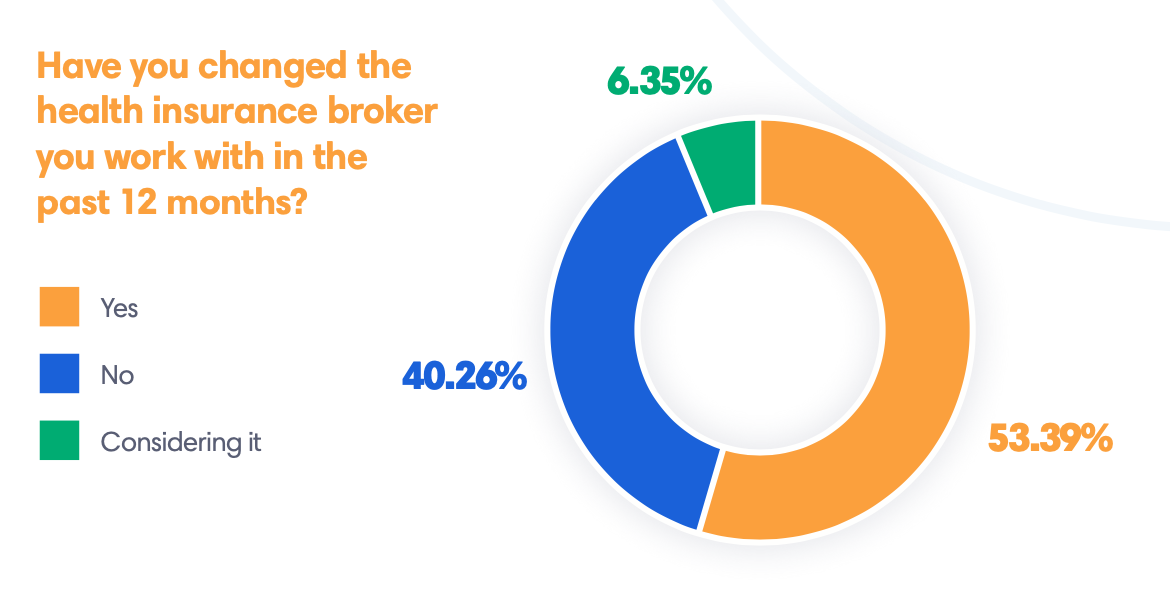 Have you changed the
health insurance broker
you work with in the
past 12 months?
Yes
No
Considering it
6.35%
40.26%
53.39%